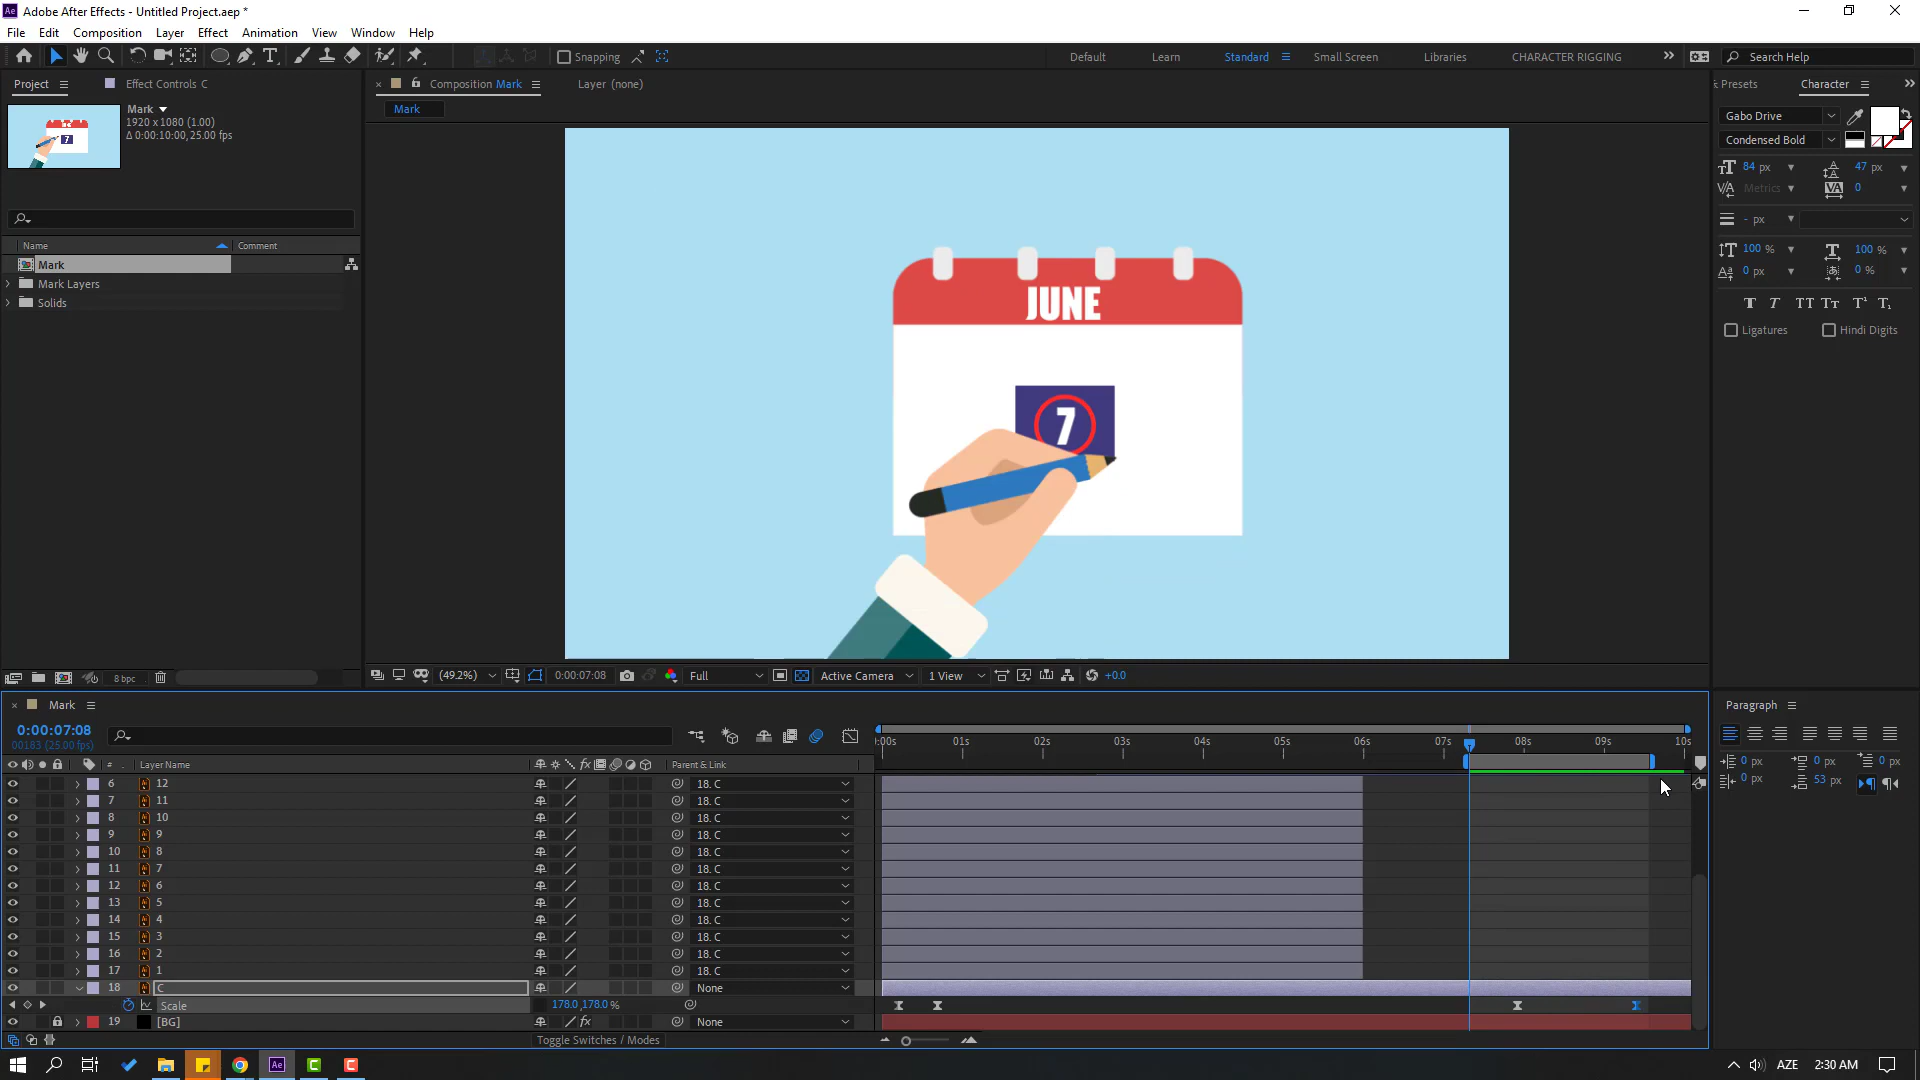 Ae Adobe After Effects - Untitled Project.aep *
File Edit Composition Layer Effect Animation View Window Help
Snapping Default Learn Standard Small Screen Libraries CHARACTER RIGGING Search Help
Project Effect Controls C Composition Mark Layer (none) Presets Character
Mark
Mark
1920 x 1080 (1.00)
Δ 0:00:10:00, 25.00 fps
Gabo Drive
Condensed Bold
84 px 47 px
Metrics 0
- px
100 % 100 %
0 px 0 %
Ligatures Hindi Digits
Name Comment
Mark
Mark Layers
Solids
JUNE
7
8 bpc (49.2%) 0:00:07:08 Full Active Camera 1 View +0.0
Mark Paragraph
0:00:07:08
00183 (25.00 fps)
:00s 01s 02s 03s 04s 05s 06s 07s 08s 09s 10s
0 px 0 px 0 px
0 px 53 px
# Layer Name Parent & Link
6 12 18. C
7 11 18. C
8 10 18. C
9 9 18. C
10 8 18. C
11 7 18. C
12 6 18. C
13 5 18. C
14 4 18. C
15 3 18. C
16 2 18. C
17 1 18. C
18 C None
Scale 178.0,178.0 %
19 [BG] None
Toggle Switches / Modes
AZE 2:30 AM